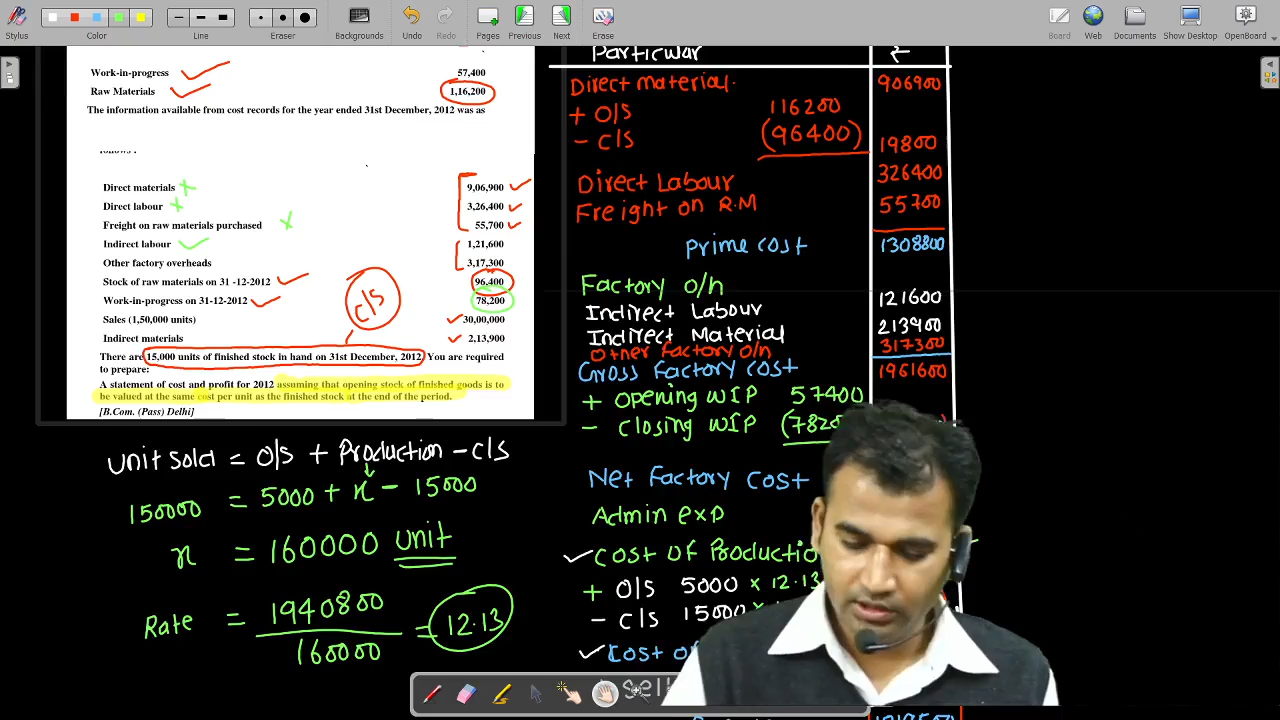 Stylus
Color
Line
Eraser
Backgrounds
Undo
Redo
Pages
Previous
Next
Erase
Board
Web
Documents
Show Desktop
OpenBoard
Work-in-progress 57,400
Raw Materials 1,16,200
The information available from cost records for the year ended 31st December, 2012 was as
follows :
Direct materials 9,06,900
Direct labour 3,26,400
Freight on raw materials purchased 55,700
Indirect labour 1,21,600
Other factory overheads 3,17,300
Stock of raw materials on 31 -12-2012 96,400
Work-in-progress on 31-12-2012 78,200
Sales (1,50,000 units) 30,00,000
Indirect materials 2,13,900
There are 15,000 units of finished stock in hand on 31st December, 2012. You are required
to prepare:
A statement of cost and profit for 2012 assuming that opening stock of finished goods is to
be valued at the same cost per unit as the finished stock at the end of the period.
[B.Com. (Pass) Delhi]
c/s
unit sold = O/S + Production - c/s
150000 = 5000 + x - 15000
x = 160000 unit
Rate = 1940800
160000
= 12.13
Particular ₹
Direct material 906900
+ O/S 116200
- c/s (96400) 19800
Direct Labour 326400
Freight on R.M 55700
prime cost 1308800
Factory o/h
Indirect Labour 121600
Indirect Material 213900
other factory o/h 317300
Gross Factory cost 1961600
+ opening WIP 57400
- closing WIP (782
Net Factory cost
Admin exp
cost of Productio
+ O/S 5000 × 12.13
- c/s 15000 ×
cost o
sell